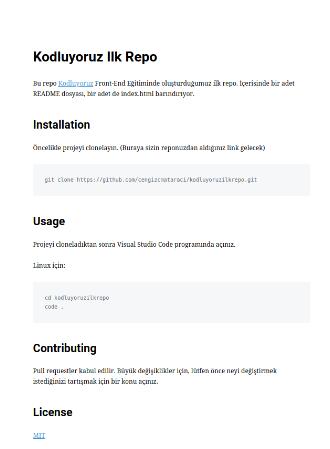 Kodluyoruz Ilk Repo
Bu repo Kodluyoruz Front-End Eğitiminde oluşturduğumuz ilk repo. İçerisinde bir adet
README dosyası, bir adet de index.html barındırıyor.
Installation
Öncelikle projeyi clonelayın. (Buraya sizin reponuzdan aldığınız link gelecek)
git clone https://github.com/cengizcmataraci/kodluyoruzilkrepo.git
Usage
Projeyi cloneladıktan sonra Visual Studio Code programında açınız.
Linux için:
cd kodluyoruzilkrepo
code .
Contributing
Pull requestler kabul edilir. Büyük değişiklikler için, lütfen önce neyi değiştirmek
istediğinizi tartışmak için bir konu açınız.
License
MIT